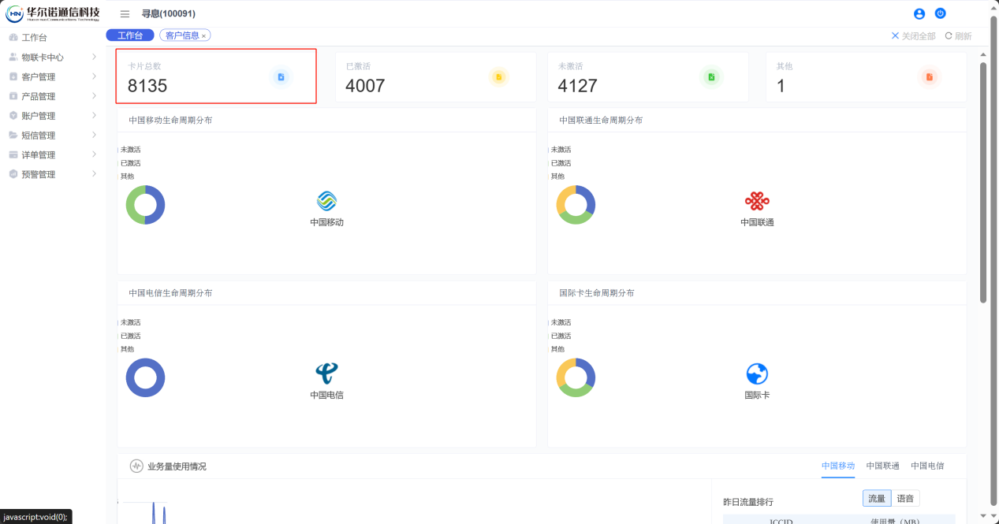 HN 华尔诺通信科技
寻息(100091)
工作台 客户信息 ×
关闭全部 刷新
工作台
物联卡中心
客户管理
产品管理
账户管理
短信管理
详单管理
预警管理
卡片总数
8135
已激活
4007
未激活
4127
其他
1
中国移动生命周期分布
未激活
已激活
其他
中国移动
中国联通生命周期分布
未激活
已激活
其他
中国联通
中国电信生命周期分布
未激活
已激活
其他
中国电信
国际卡生命周期分布
未激活
已激活
其他
国际卡
业务量使用情况
中国移动 中国联通 中国电信
昨日流量排行
流量 语音
ICCID 使用量（MB）
javascript:void(0);